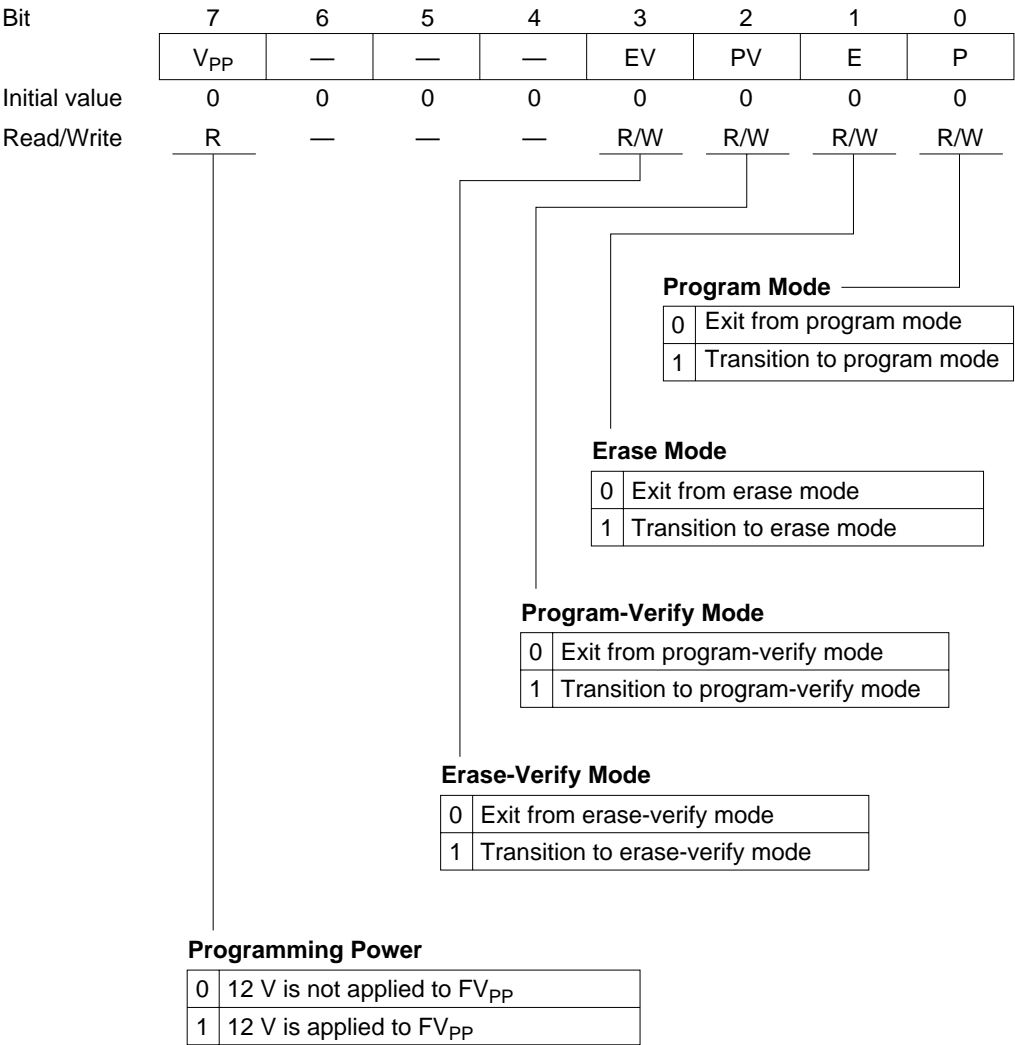 Bit 7 6 5 4 3 2 1 0
VPP — — — EV PV E P
Initial value 0 0 0 0 0 0 0 0
Read/Write R — — — R/W R/W R/W R/W
Program Mode
0 Exit from program mode
1 Transition to program mode
Erase Mode
0 Exit from erase mode
1 Transition to erase mode
Program-Verify Mode
0 Exit from program-verify mode
1 Transition to program-verify mode
Erase-Verify Mode
0 Exit from erase-verify mode
1 Transition to erase-verify mode
Programming Power
0 12 V is not applied to FVPP
1 12 V is applied to FVPP